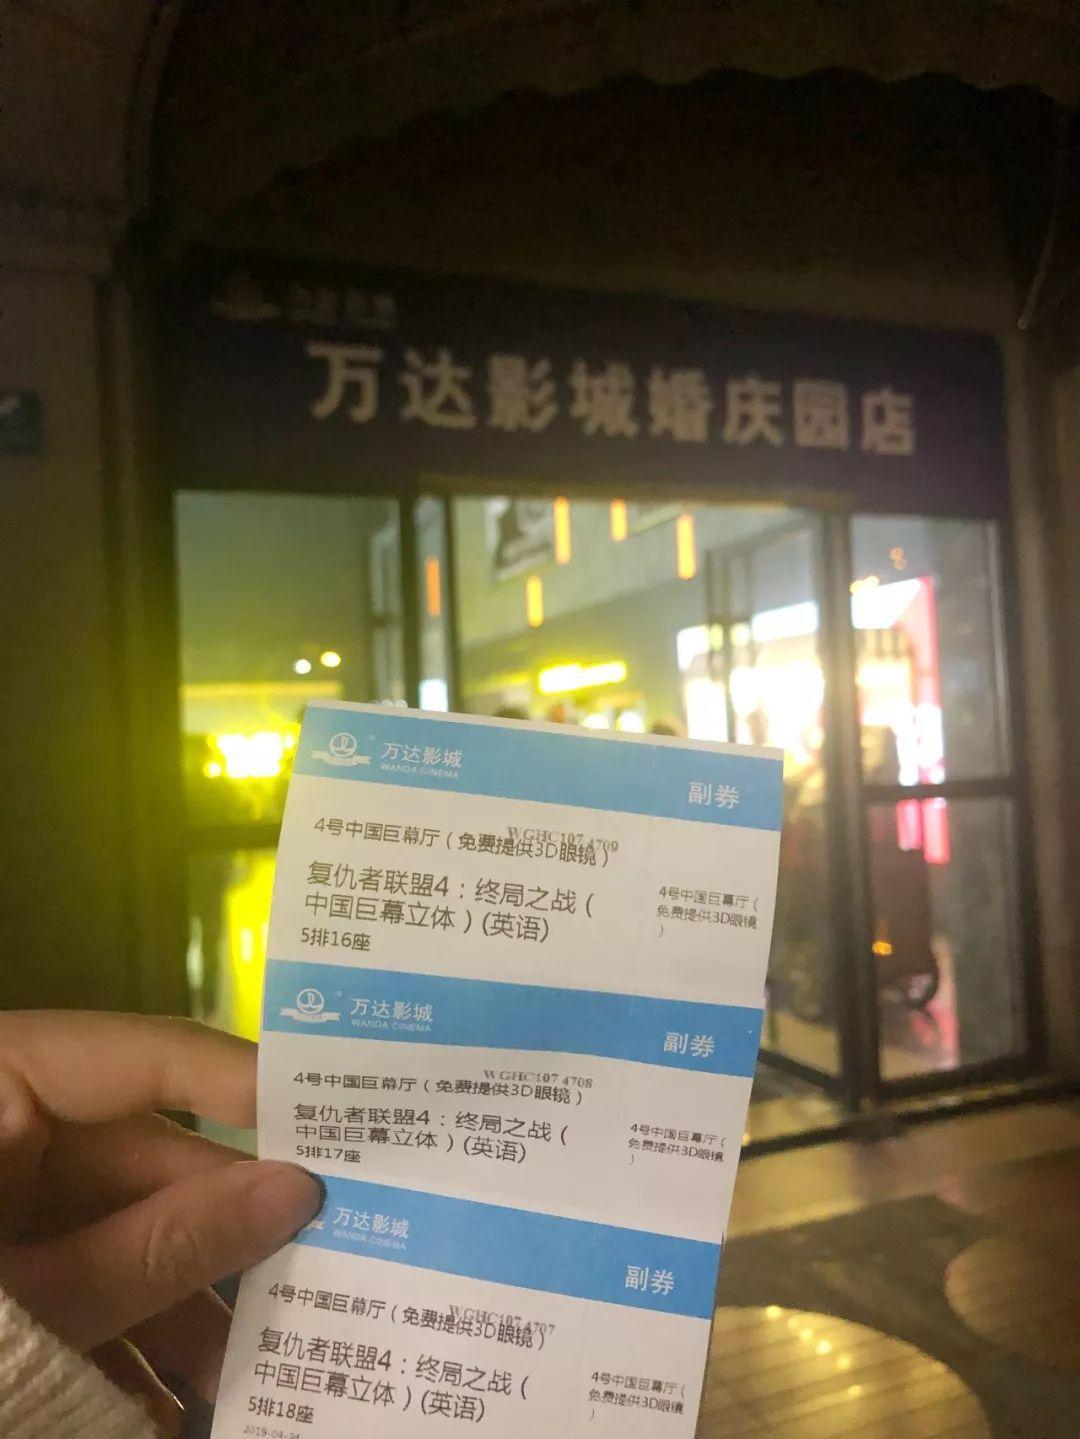 万达影城婚庆园店
万达影城
WANDA CINEMA
副券
WGHC107 4709
4号中国巨幕厅（免费提供3D眼镜）
复仇者联盟4：终局之战（
中国巨幕立体）(英语)
5排16座
4号中国巨幕厅（
免费提供3D眼镜
）
万达影城
WANDA CINEMA
副券
WGHC107 4708
4号中国巨幕厅（免费提供3D眼镜）
复仇者联盟4：终局之战（
中国巨幕立体）(英语)
5排17座
4号中国巨幕厅（
免费提供3D眼镜
）
万达影城
WANDA CINEMA
副券
WGHC107 4707
4号中国巨幕厅（免费提供3D眼镜）
复仇者联盟4：终局之战（
中国巨幕立体）(英语)
5排18座
4号中国巨幕厅（
免费提供3D眼镜
）